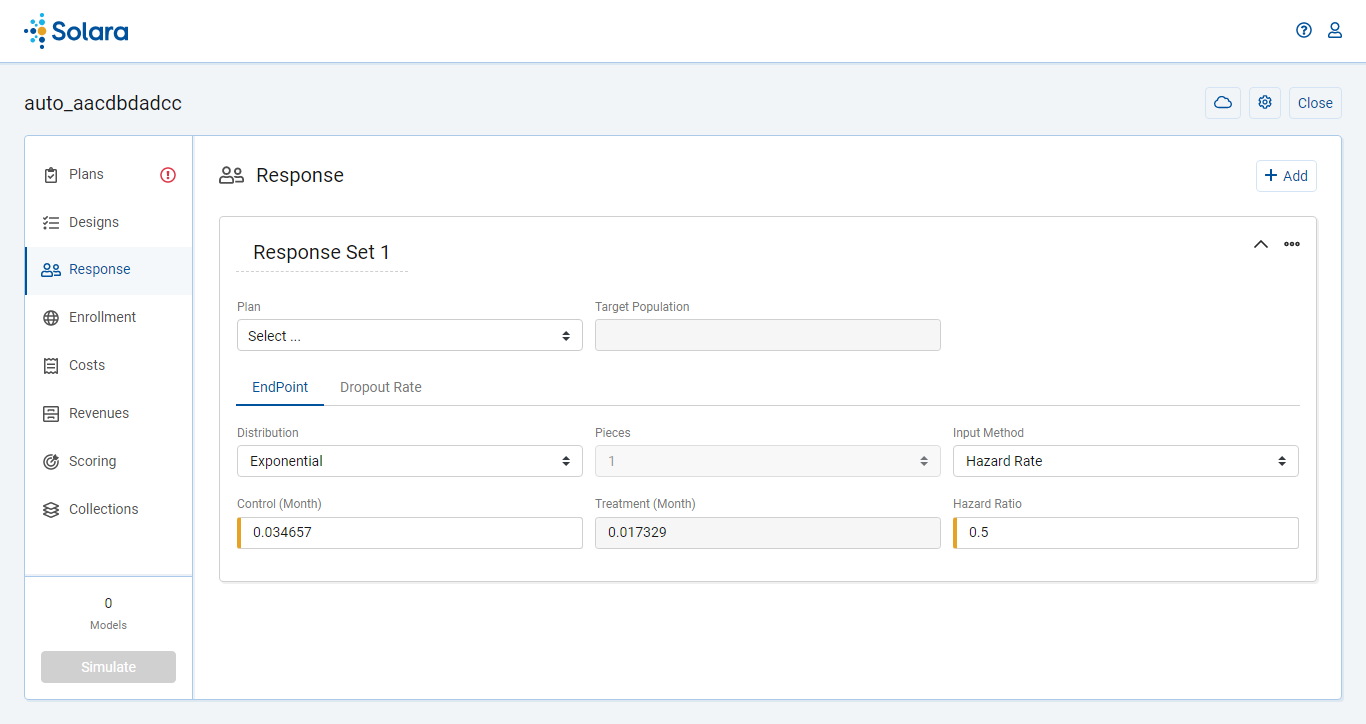 Solara
auto_aacdbdadcc
Close
Plans
Designs
Response
Enrollment
Costs
Revenues
Scoring
Collections
0
Models
Simulate
Response
+ Add
Response Set 1
Plan
Target Population
Select ...
EndPoint
Dropout Rate
Distribution
Pieces
Input Method
Exponential
1
Hazard Rate
Control (Month)
Treatment (Month)
Hazard Ratio
0.034657
0.017329
0.5